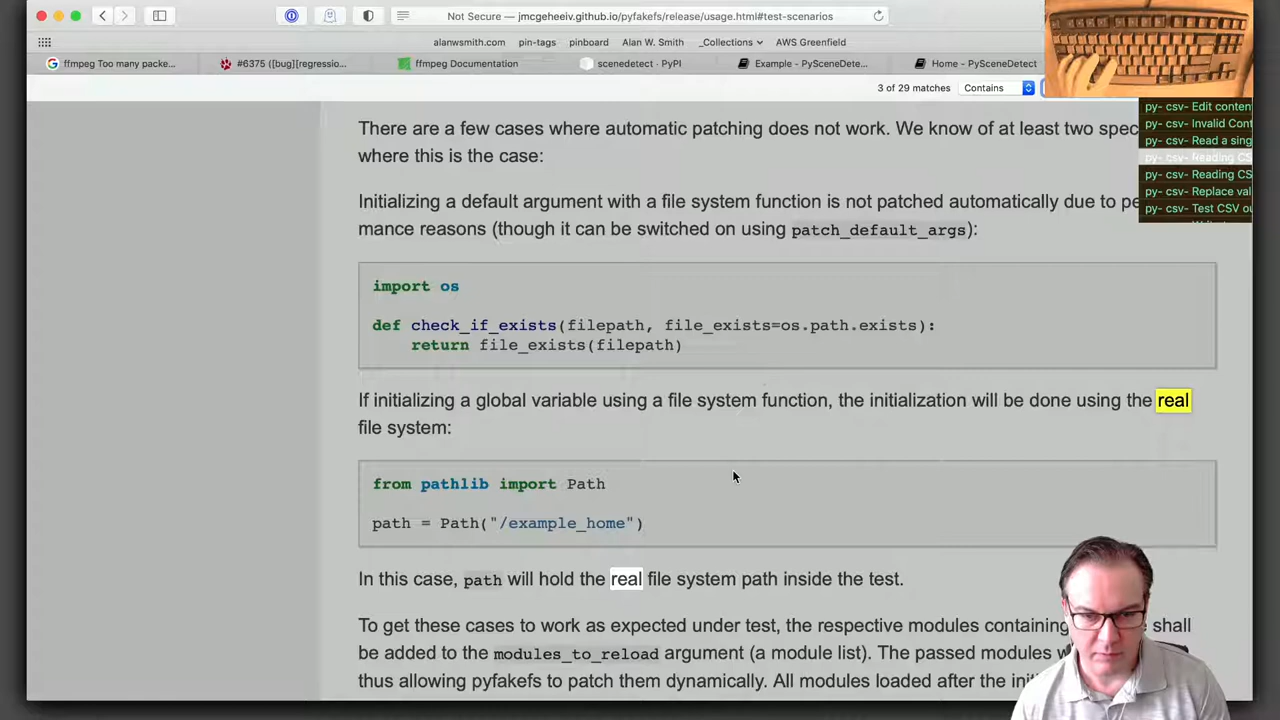 Not Secure — jmcgeheeiv.github.io/pyfakefs/release/usage.html#test-scenarios
alanwsmith.com pin-tags pinboard Alan W. Smith _Collections AWS Greenfield
ffmpeg Too many packe... #6375 ([bug][regressio... ffmpeg Documentation scenedetect · PyPI Example - PySceneDete... Home - PySceneDetect
3 of 29 matches Contains
py- csv- Edit conten
py- csv- Invalid Cont
py- csv- Read a sing
py- csv- Reading CS
py- csv- Reading CS
py- csv- Replace val
py- csv- Test CSV ou
There are a few cases where automatic patching does not work. We know of at least two spec
where this is the case:
Initializing a default argument with a file system function is not patched automatically due to pe
mance reasons (though it can be switched on using patch_default_args):
import os
def check_if_exists(filepath, file_exists=os.path.exists):
return file_exists(filepath)
If initializing a global variable using a file system function, the initialization will be done using the real
file system:
from pathlib import Path
path = Path("/example_home")
In this case, path will hold the real file system path inside the test.
To get these cases to work as expected under test, the respective modules containing shall
be added to the modules_to_reload argument (a module list). The passed modules
thus allowing pyfakefs to patch them dynamically. All modules loaded after the